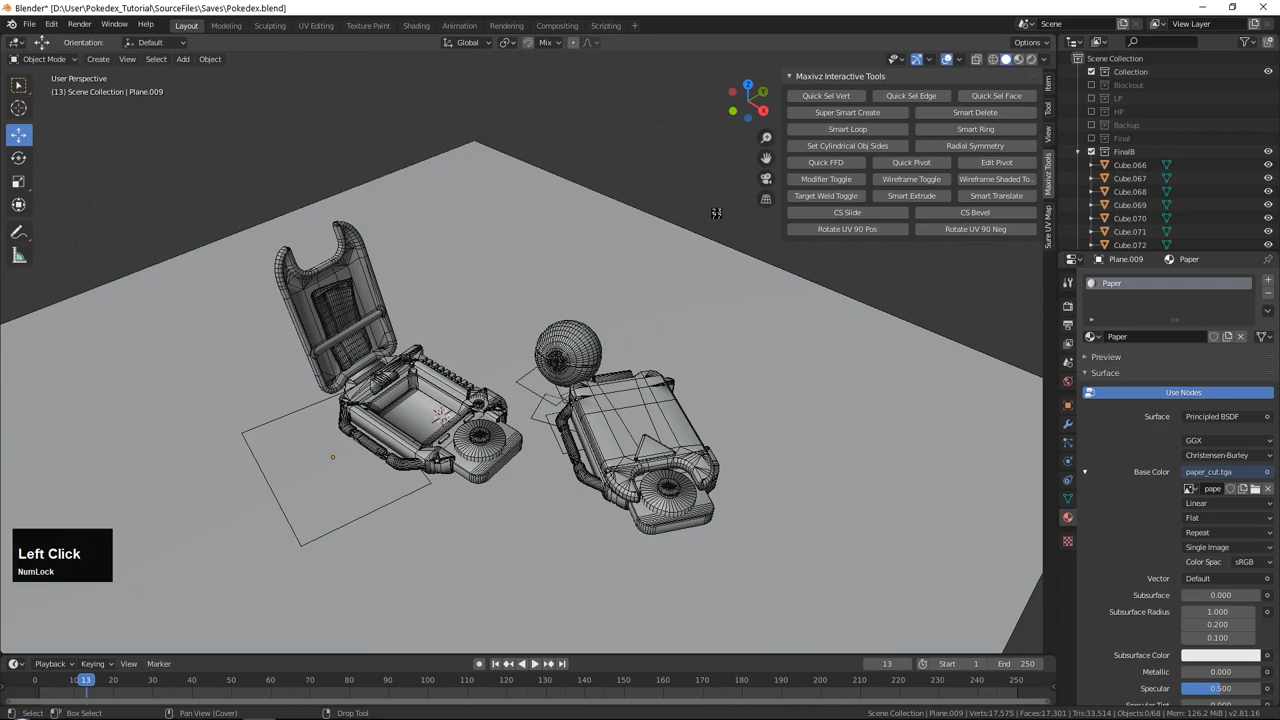 Blender* [D:\User\Pokedex_Tutorial\SourceFiles\Saves\Pokedex.blend]
File Edit Render Window Help Layout Modeling Sculpting UV Editing Texture Paint Shading Animation Rendering Compositing Scripting + Scene View Layer
Orientation: Default Global Mix Options
Object Mode View Select Add Object
User Perspective
(13) Scene Collection | Plane.009
Z
Y
X
Maxivz Interactive Tools
Quick Sel Vert Quick Sel Edge Quick Sel Face
Super Smart Create Smart Delete
Smart Loop Smart Ring
Set Cylindrical Obj Sides Radial Symmetry
Quick FFD Quick Pivot Edit Pivot
Modifier Toggle Wireframe Toggle Wireframe Shaded To..
Target Weld Toggle Smart Extrude Smart Translate
CS Slide CS Bevel
Rotate UV 90 Pos Rotate UV 90 Neg
Item
Tool
View
Maxivz Tools
Sure UV Map
Scene Collection
Collection
Blockout
LP
HP
Backup
Final
FinalB
Cube.066
Cube.067
Cube.068
Cube.069
Cube.070
Cube.071
Cube.072
Plane.009 Paper
Paper
Paper
Preview
Surface
Use Nodes
Surface Principled BSDF
GGX
Christensen-Burley
Base Color paper_cut.tga
pape
Linear
Flat
Repeat
Single Image
Color Spac sRGB
Vector Default
Subsurface 0.000
Subsurface Radius 1.000
0.200
0.100
Subsurface Color
Metallic 0.000
Specular 0.500
Left Click
NumLock
Playback Keying View Marker 13 Start 1 End 250
0 10 13 20 30 40 50 60 70 80 90 100 110 120 130 140 150 160 170 180 190 200 210 220 230 240 250
Select Box Select Pan View (Cover) Drop Tool Scene Collection | Plane.009 | Verts:17,575 | Faces:17,301 | Tris:33,514 | Objects:0/68 | Mem: 126.2 MiB | v2.81.16